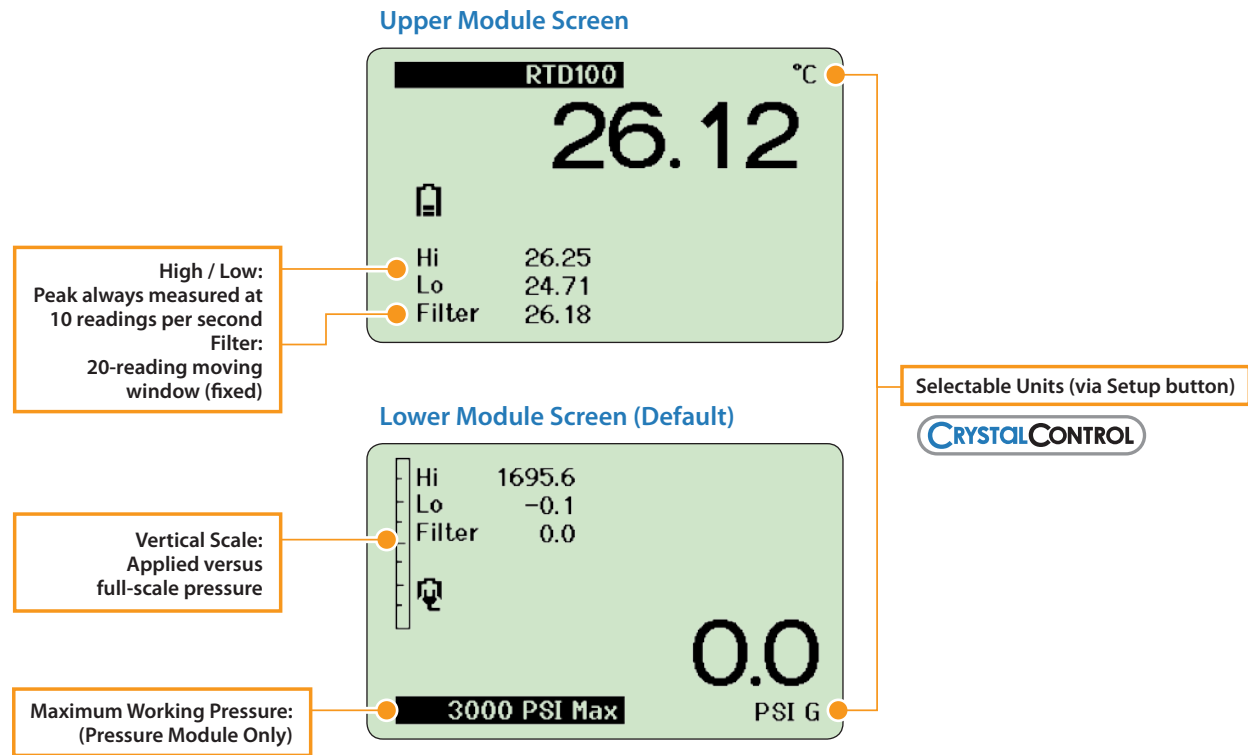 Upper Module Screen
RTD100
°C
26.12
Hi 26.25
Lo 24.71
Filter 26.18
High / Low:
Peak always measured at
10 readings per second
Filter:
20-reading moving
window (fixed)
Selectable Units (via Setup button)
CRYSTALCONTROL
Lower Module Screen (Default)
Hi 1695.6
Lo -0.1
Filter 0.0
Vertical Scale:
Applied versus
full-scale pressure
0.0
3000 PSI Max
PSI G
Maximum Working Pressure:
(Pressure Module Only)